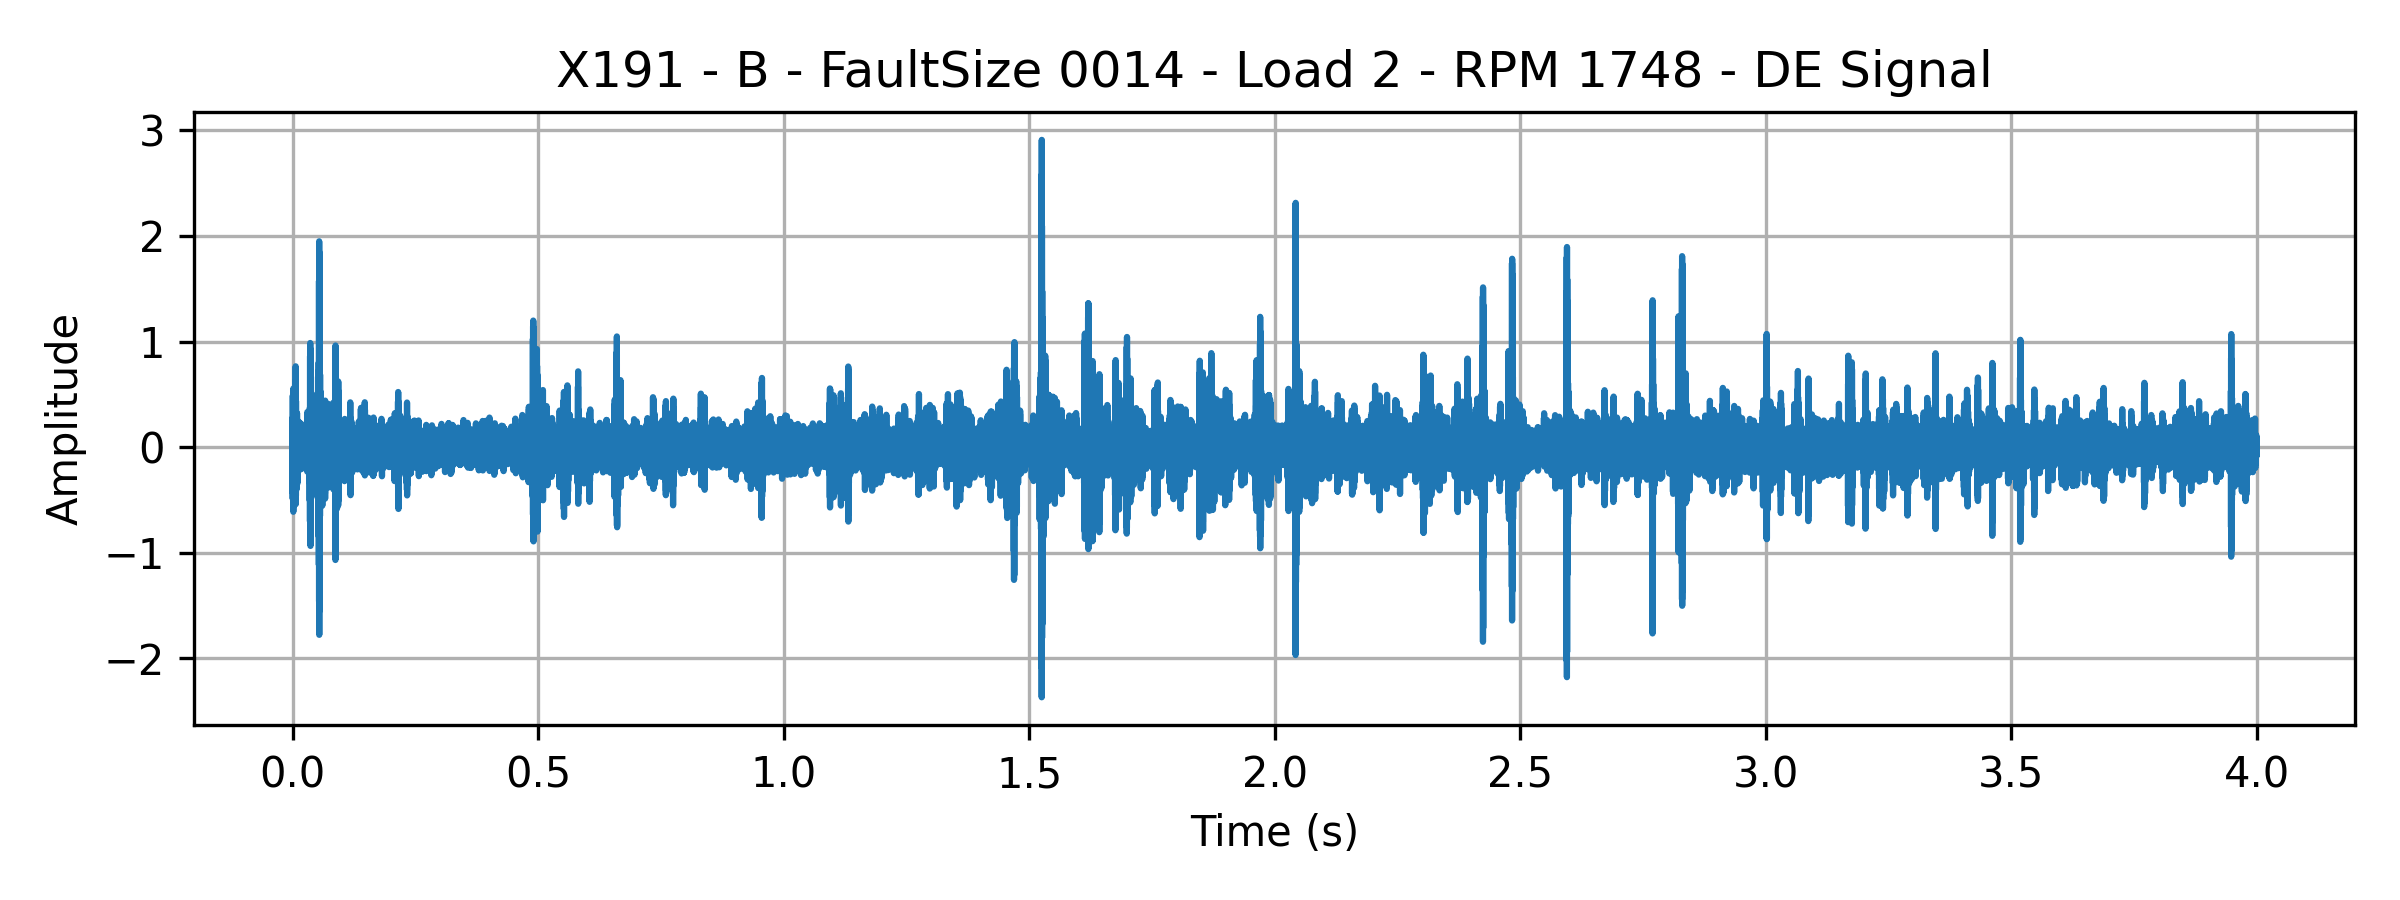 X191 - B - FaultSize 0014 - Load 2 - RPM 1748 - DE Signal
Amplitude
3
2
1
0
−1
−2
0.0 0.5 1.0 1.5 2.0 2.5 3.0 3.5 4.0
Time (s)